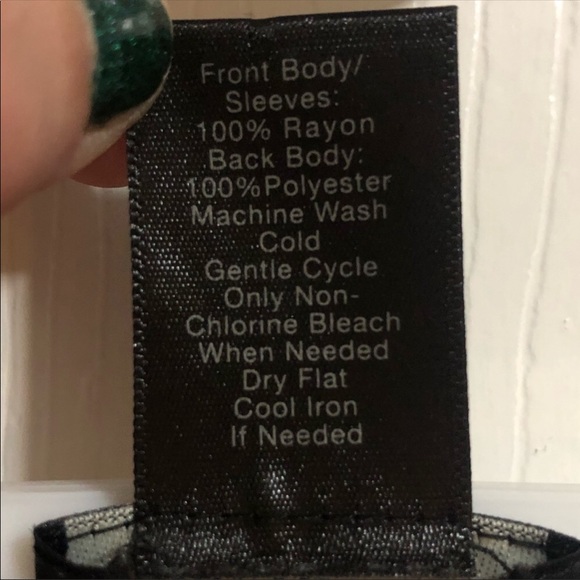 Front Body/
Sleeves:
100% Rayon
Back Body:
100%Polyester
Machine Wash
Cold
Gentle Cycle
Only Non-
Chlorine Bleach
When Needed
Dry Flat
Cool Iron
If Needed